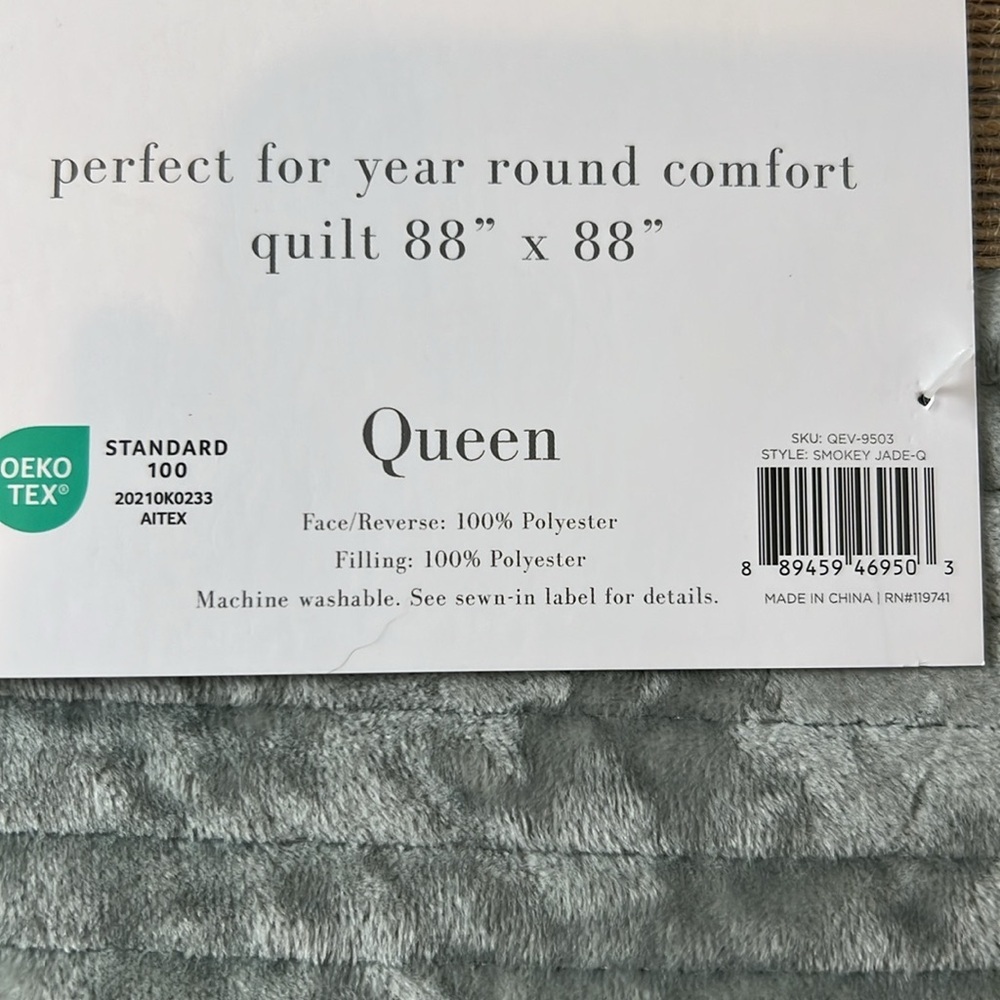 perfect for year round comfort
quilt 88” x 88”
Queen
OEKO
TEX®
STANDARD
100
20210K0233
AITEX
Face/Reverse: 100% Polyester
Filling: 100% Polyester
Machine washable. See sewn-in label for details.
SKU: QEV-9503
STYLE: SMOKEY JADE-Q
8 89459 46950 3
MADE IN CHINA | RN#119741